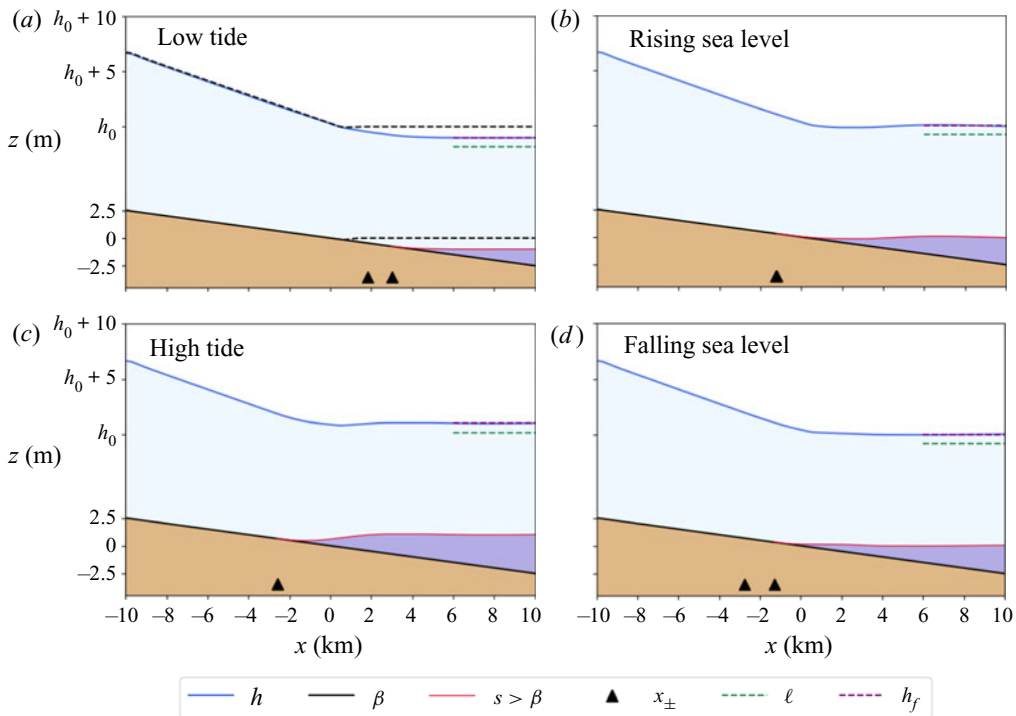 (a)
h0 + 10
Low tide
h0 + 5
h0
z (m)
2.5
0
–2.5
(b)
Rising sea level
(c)
h0 + 10
High tide
h0 + 5
h0
z (m)
2.5
0
–2.5
–10 –8 –6 –4 –2 0 2 4 6 8 10
x (km)
(d)
Falling sea level
–10 –8 –6 –4 –2 0 2 4 6 8 10
x (km)
h β s > β x± ℓ hf